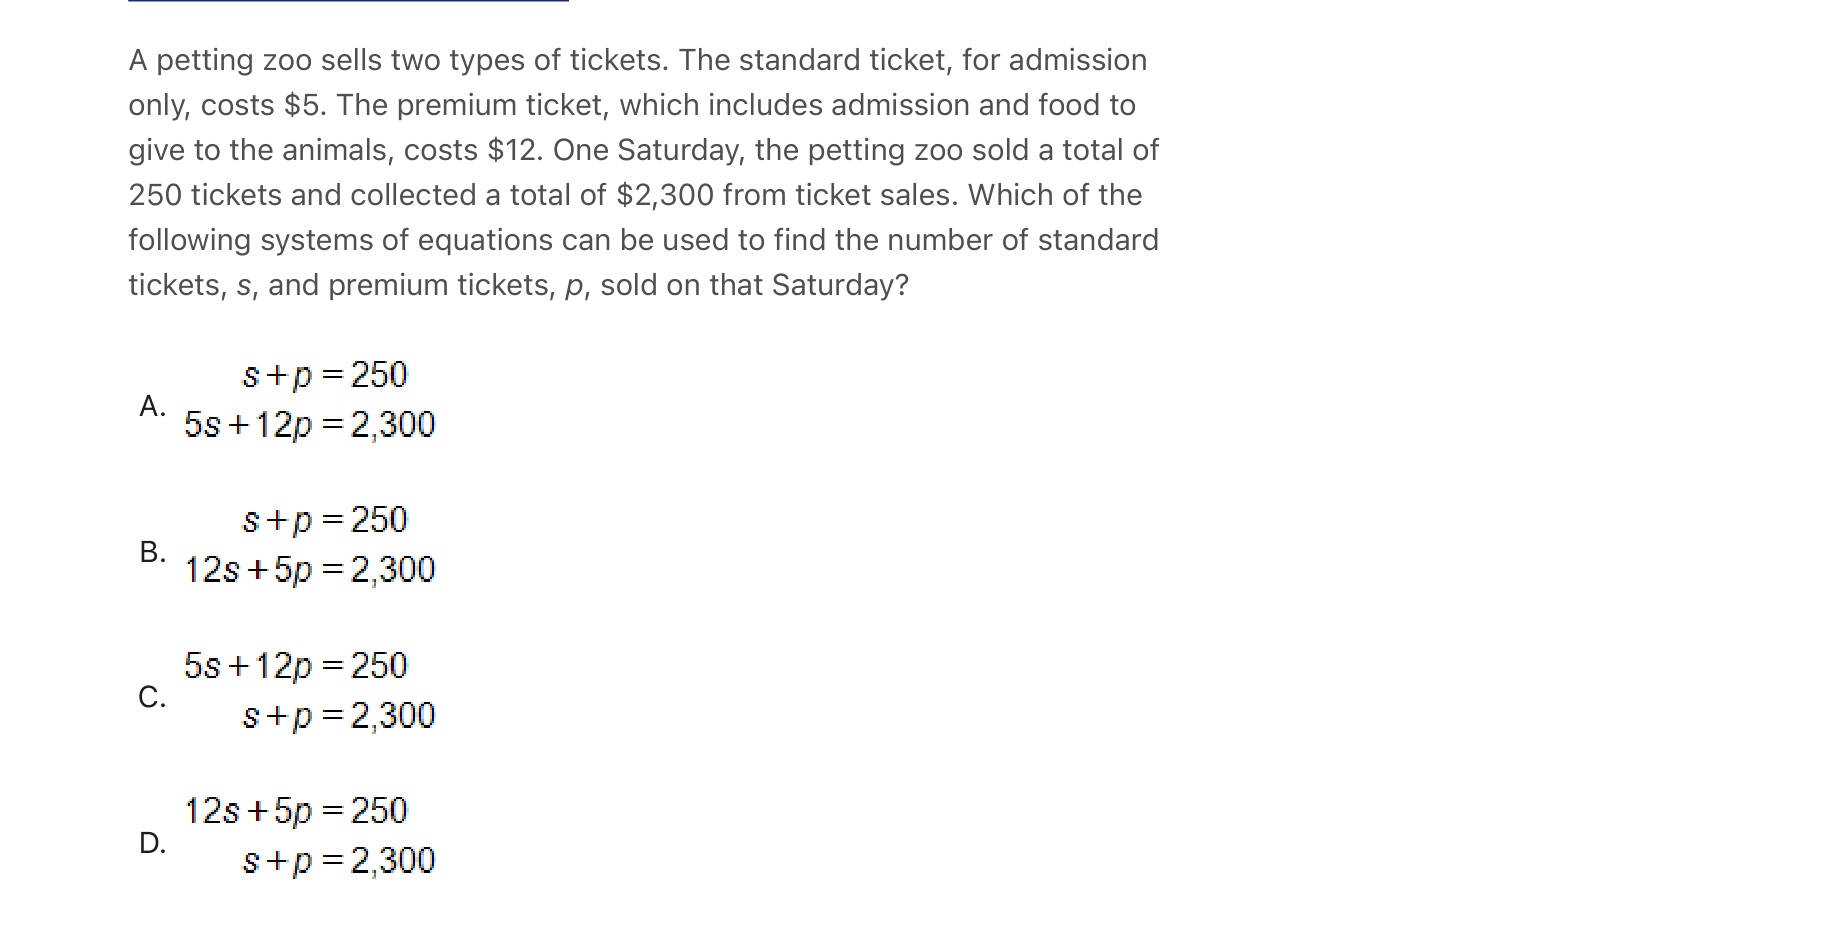 A petting zoo sells two types of tickets. The standard ticket, for admission
only, costs $5. The premium ticket, which includes admission and food to
give to the animals, costs $12. One Saturday, the petting zoo sold a total of
250 tickets and collected a total of $2,300 from ticket sales. Which of the
following systems of equations can be used to find the number of standard
tickets, s, and premium tickets, p, sold on that Saturday?
A.
s+p = 250
5s+12p = 2,300
B.
s+p = 250
12s+5p = 2,300
C.
5s+12p = 250
s+p = 2,300
D.
12s+5p = 250
s+p = 2,300